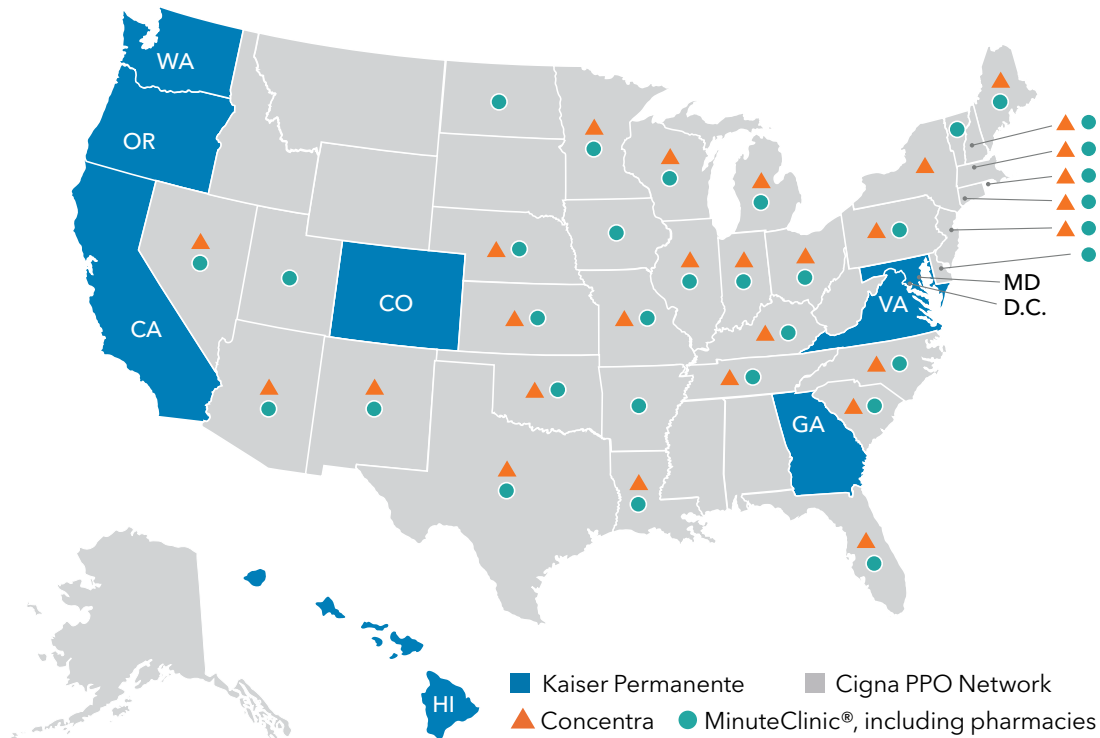 WA
OR
CA
CO
MD
D.C.
VA
GA
HI
Kaiser Permanente
Cigna PPO Network
Concentra
MinuteClinic®, including pharmacies